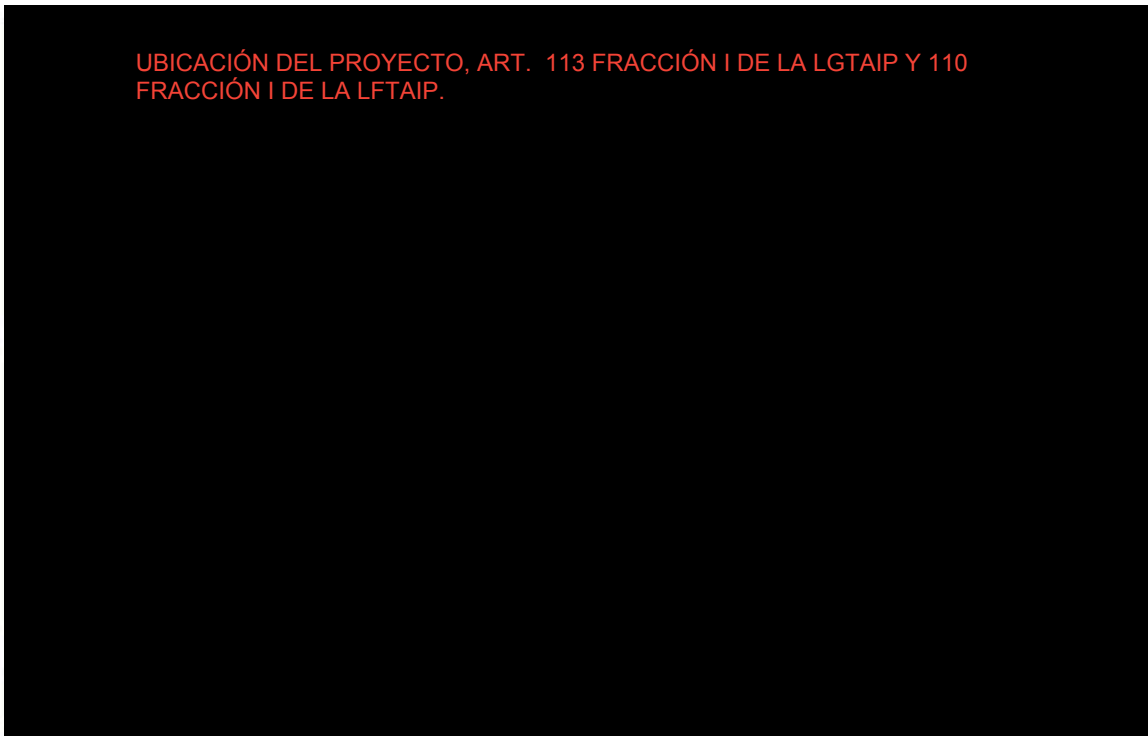 UBICACIÓN DEL PROYECTO, ART.  113 FRACCIÓN I DE LA LGTAIP Y 110
FRACCIÓN I DE LA LFTAIP.